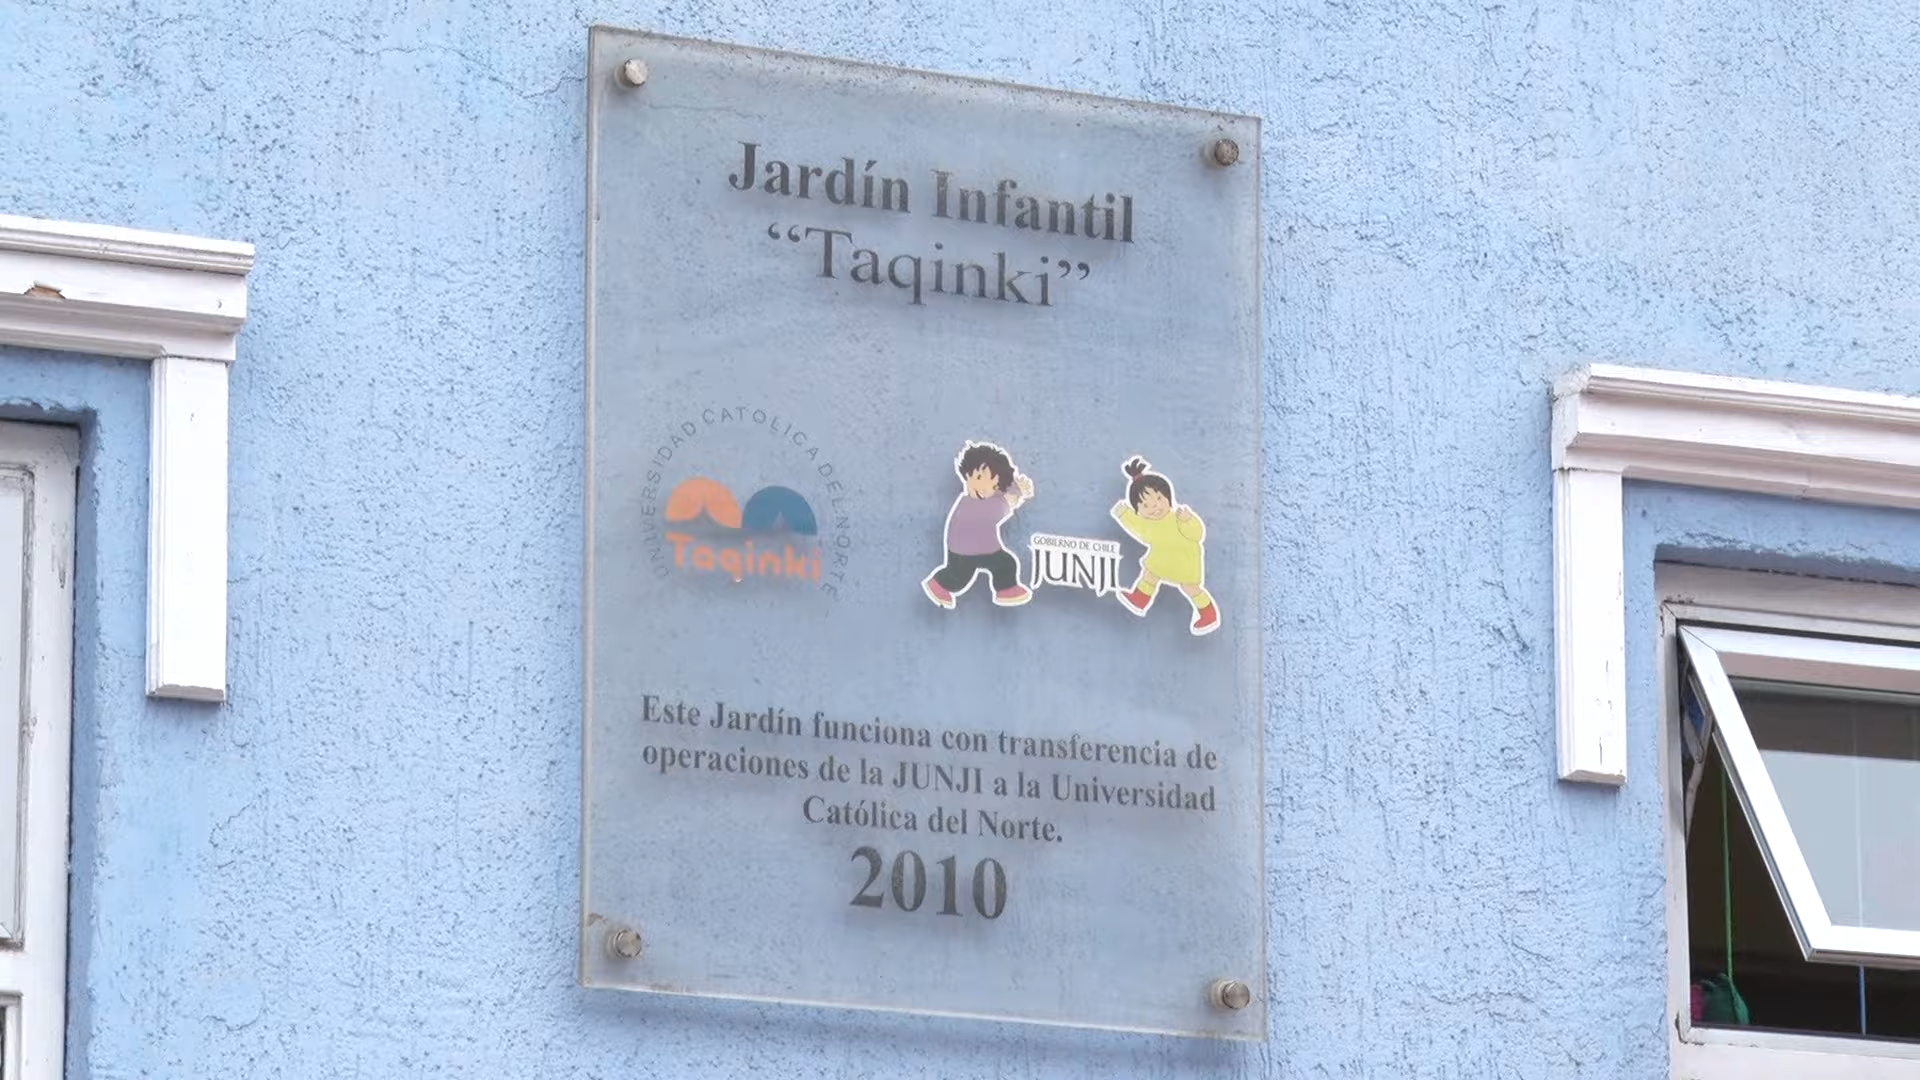 Jardín Infantil
“Taqinki”
UNIVERSIDAD CATOLICA DEL NORTE
Taqinki
GOBIERNO DE CHILE
JUNJI
Este Jardín funciona con transferencia de
operaciones de la JUNJI a la Universidad
Católica del Norte.
2010